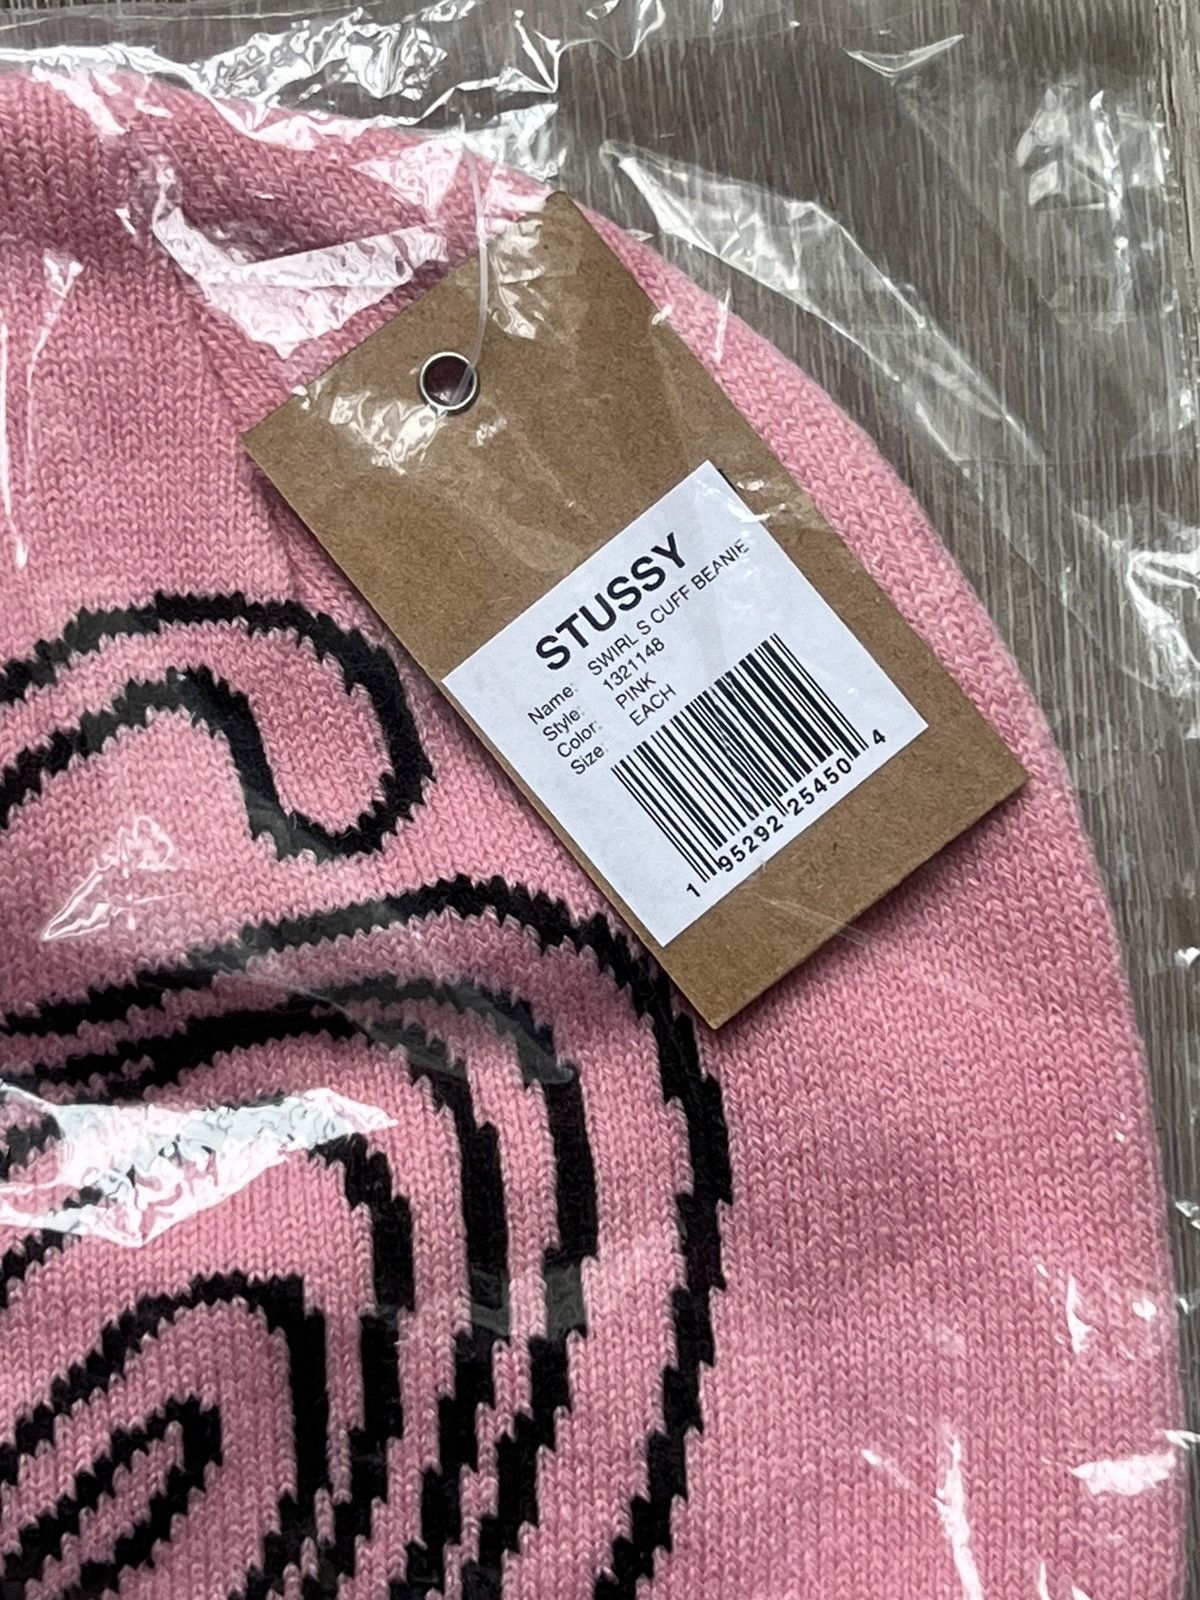 STUSSY
Name: SWIRL S CUFF BEANIE
Style: 1321148
Color: PINK
Size: EACH
1 95292 25450 4